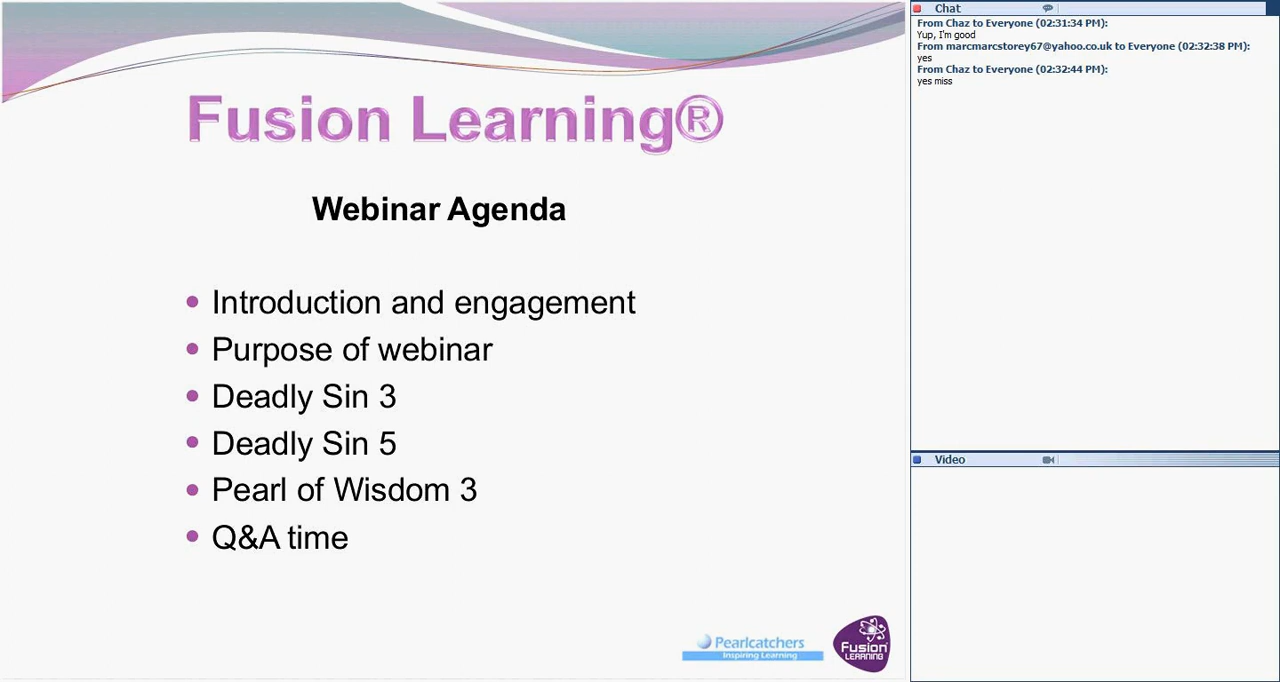 Fusion Learning®
Webinar Agenda
Introduction and engagement
Purpose of webinar
Deadly Sin 3
Deadly Sin 5
Pearl of Wisdom 3
Q&A time
Pearlcatchers
Inspiring Learning
Fusion
LEARNING
Chat
From Chaz to Everyone (02:31:34 PM):
Yup, I'm good
From marcmarcstorey67@yahoo.co.uk to Everyone (02:32:38 PM):
yes
From Chaz to Everyone (02:32:44 PM):
yes miss
Video